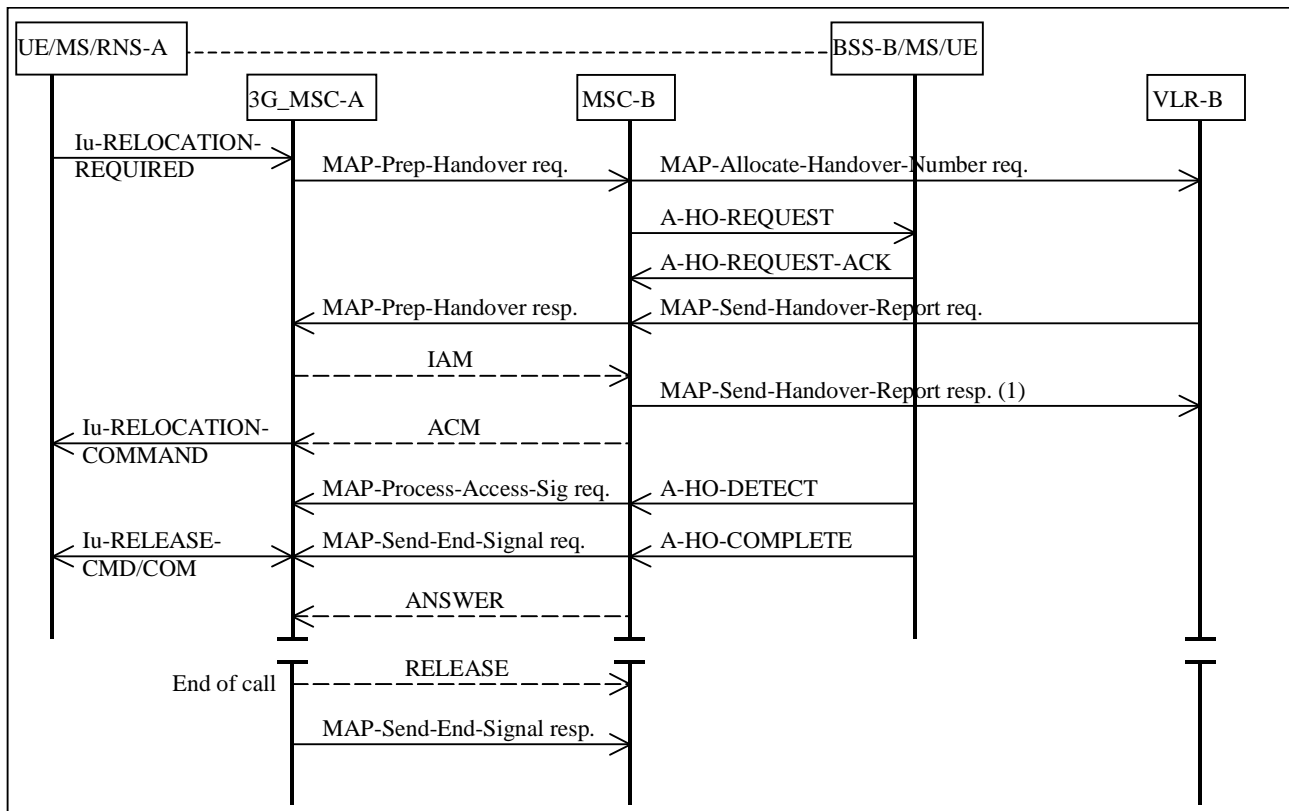 UE/MS/RNS-A
BSS-B/MS/UE
3G_MSC-A
MSC-B
VLR-B
Iu-RELOCATION-
REQUIRED
MAP-Prep-Handover req.
MAP-Allocate-Handover-Number req.
A-HO-REQUEST
A-HO-REQUEST-ACK
MAP-Prep-Handover resp.
MAP-Send-Handover-Report req.
IAM
MAP-Send-Handover-Report resp. (1)
Iu-RELOCATION-
COMMAND
ACM
MAP-Process-Access-Sig req.
A-HO-DETECT
Iu-RELEASE-
CMD/COM
MAP-Send-End-Signal req.
A-HO-COMPLETE
ANSWER
RELEASE
End of call
MAP-Send-End-Signal resp.